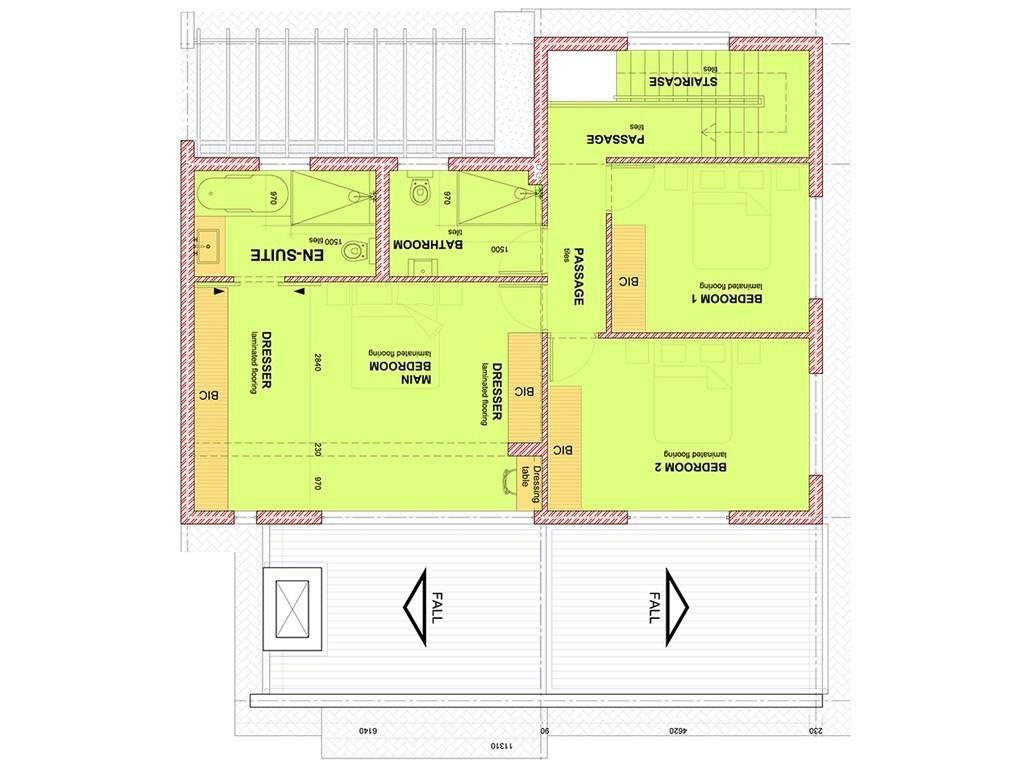 STAIRCASE
tiles
PASSAGE
tiles
970
1500
EN-SUITE
tiles
970
BATHROOM
tiles
1500
PASSAGE
tiles
BIC
BEDROOM 1
laminated flooring
DRESSER
laminated flooring
BIC
2840
MAIN
BEDROOM
laminated flooring
DRESSER
laminated flooring
BIC
230
970
Dressing
table
BIC
BEDROOM 2
laminated flooring
FALL
FALL
6140
90
4620
230
11310